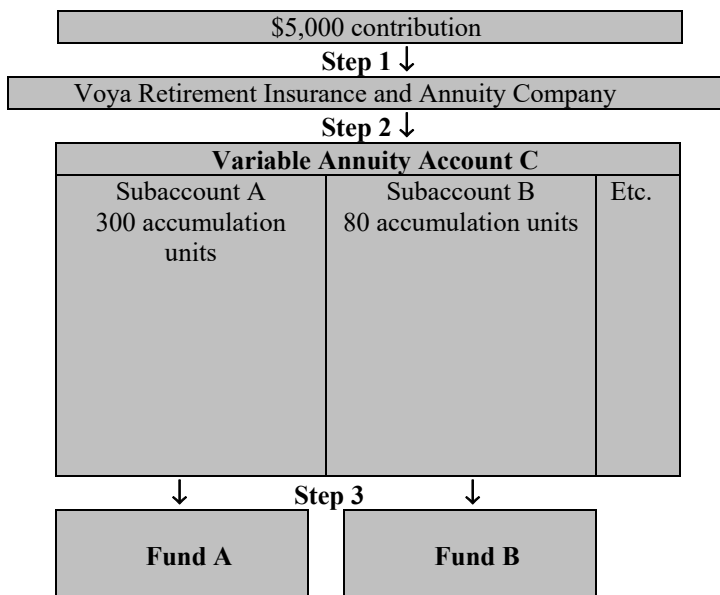 $5,000 contribution
Step 1 ↓
Voya Retirement Insurance and Annuity Company
Step 2 ↓
Variable Annuity Account C
Subaccount A
300 accumulation
units
Subaccount B
80 accumulation units
Etc.
↓ Step 3 ↓
Fund A
Fund B